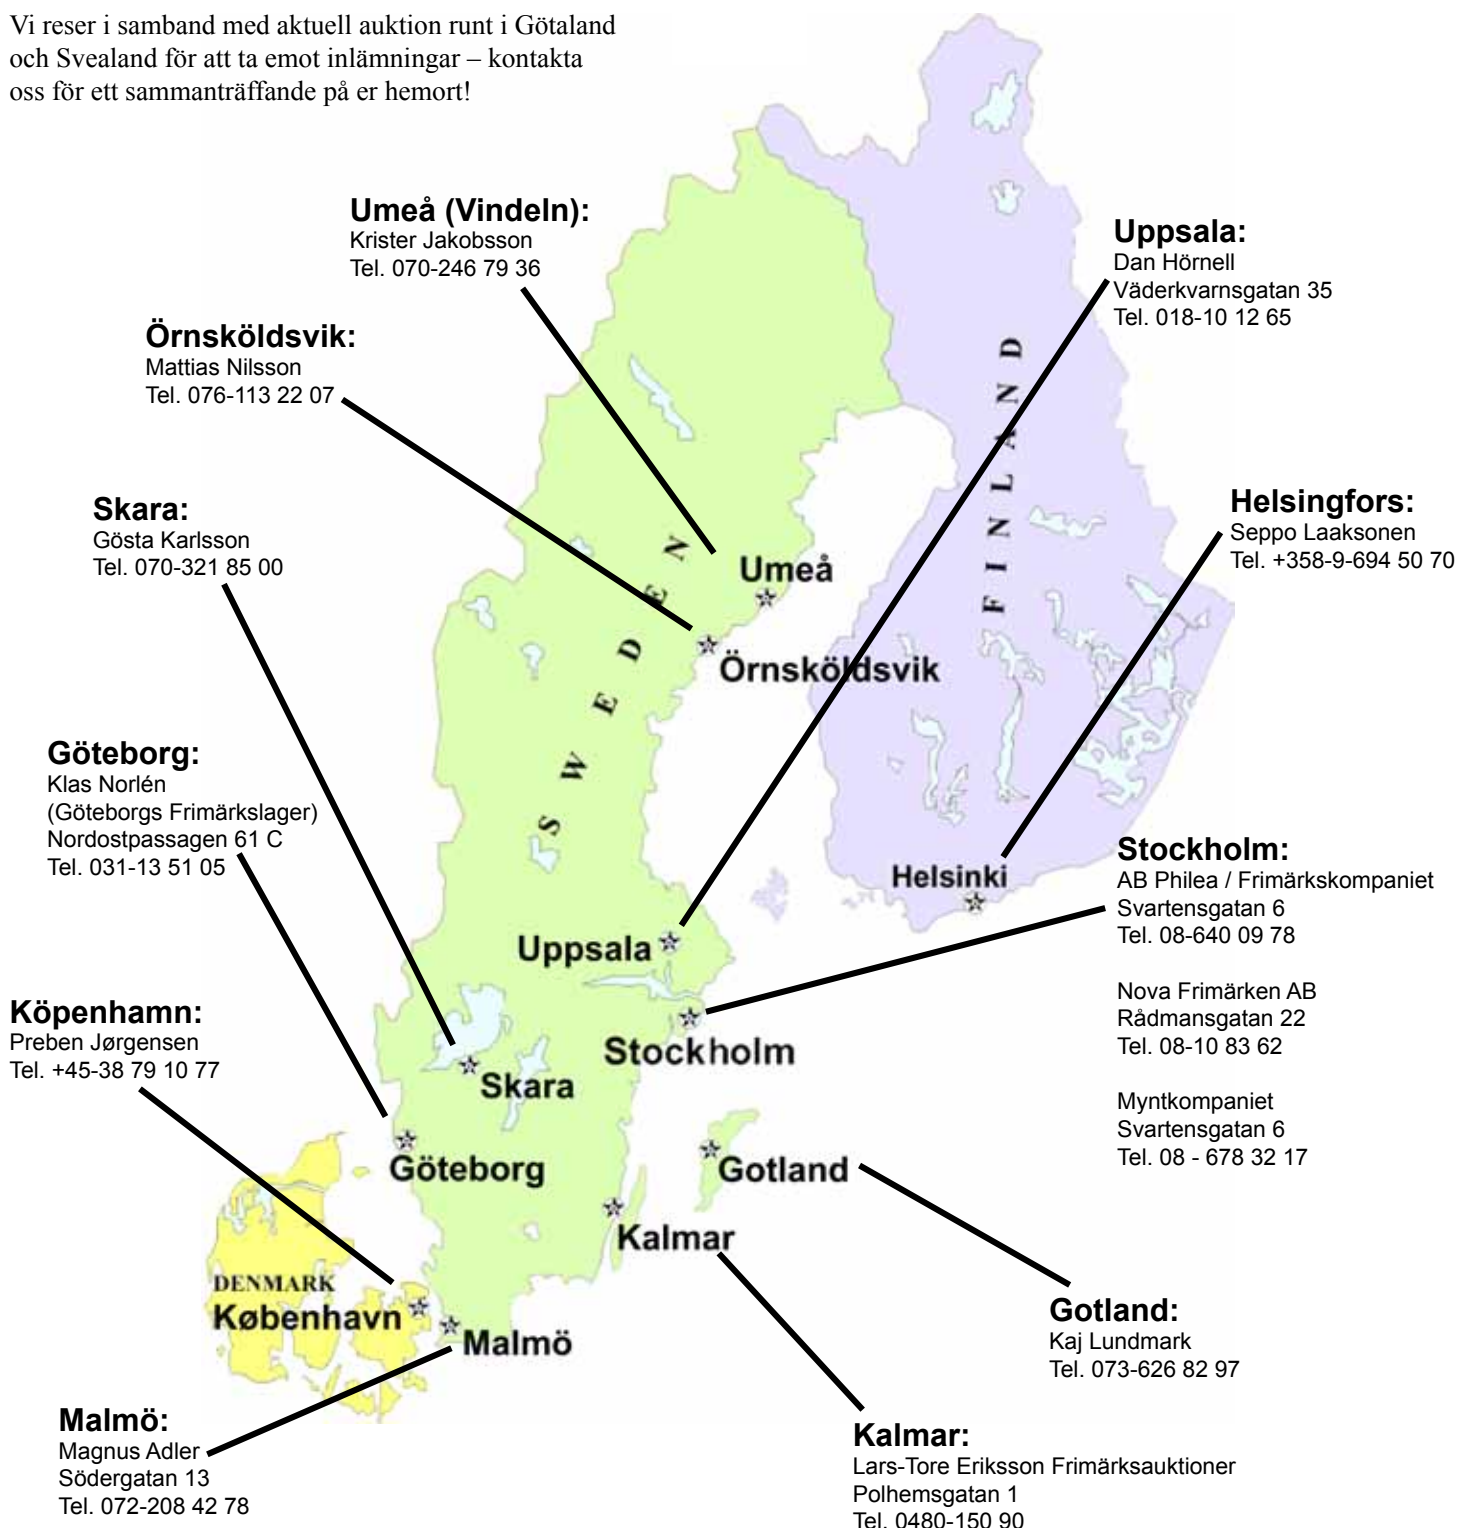 Vi reser i samband med aktuell auktion runt i Götaland
och Svealand för att ta emot inlämningar – kontakta
oss för ett sammanträffande på er hemort!
Umeå (Vindeln):
Krister Jakobsson
Tel. 070-246 79 36
Uppsala:
Dan Hörnell
Väderkvarnsgatan 35
Tel. 018-10 12 65
Örnsköldsvik:
Mattias Nilsson
Tel. 076-113 22 07
Skara:
Gösta Karlsson
Tel. 070-321 85 00
Helsingfors:
Seppo Laaksonen
Tel. +358-9-694 50 70
FINLAND
SWEDEN
Umeå
Örnsköldsvik
Göteborg:
Klas Norlén
(Göteborgs Frimärkslager)
Nordostpassagen 61 C
Tel. 031-13 51 05
Helsinki
Stockholm:
AB Philea / Frimärkskompaniet
Svartensgatan 6
Tel. 08-640 09 78
Nova Frimärken AB
Rådmansgatan 22
Tel. 08-10 83 62
Myntkompaniet
Svartensgatan 6
Tel. 08 - 678 32 17
Uppsala
Köpenhamn:
Preben Jørgensen
Tel. +45-38 79 10 77
Stockholm
Skara
Göteborg
Gotland
Kalmar
DENMARK
København
Malmö
Gotland:
Kaj Lundmark
Tel. 073-626 82 97
Malmö:
Magnus Adler
Södergatan 13
Tel. 072-208 42 78
Kalmar:
Lars-Tore Eriksson Frimärksauktioner
Polhemsgatan 1
Tel. 0480-150 90